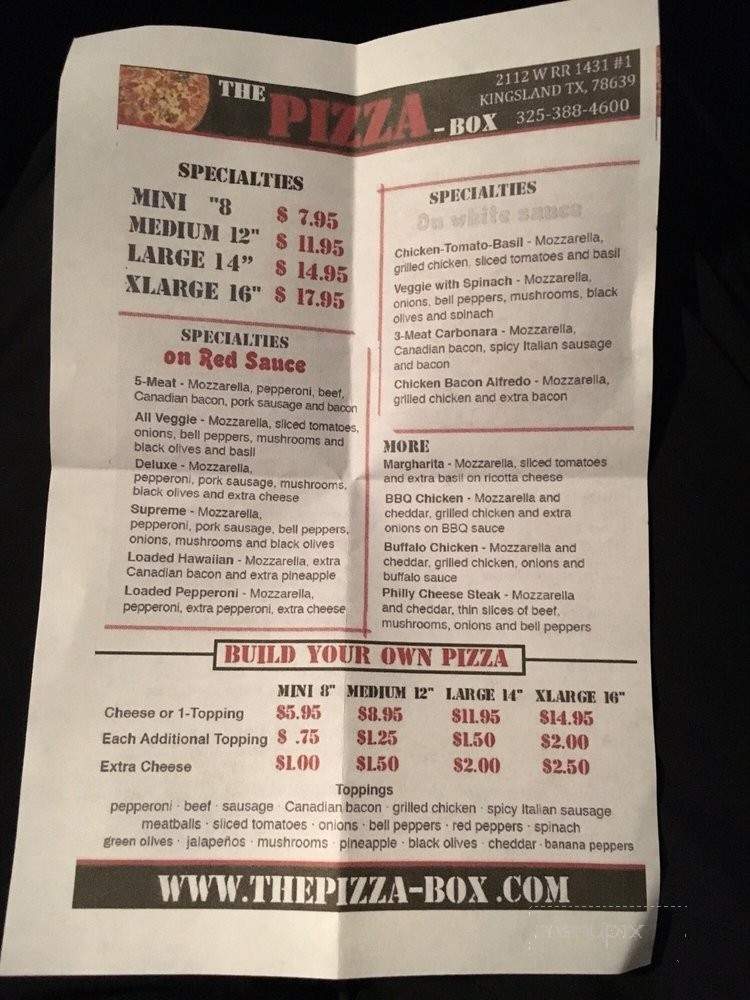 THE PIZZA-BOX
2112 W RR 1431 #1
KINGSLAND TX, 78639
325-388-4600
SPECIALTIES
MINI "8 $ 7.95
MEDIUM 12" $ 11.95
LARGE 14" $ 14.95
XLARGE 16" $ 17.95
SPECIALTIES
on Red Sauce
5-Meat - Mozzarella, pepperoni, beef,
Canadian bacon, pork sausage and bacon
All Veggie - Mozzarella, sliced tomatoes,
onions, bell peppers, mushrooms and
black olives and basil
Deluxe - Mozzarella,
pepperoni, pork sausage, mushrooms,
black olives and extra cheese
Supreme - Mozzarella,
pepperoni, pork sausage, bell peppers,
onions, mushrooms and black olives
Loaded Hawaiian - Mozzarella, extra
Canadian bacon and extra pineapple
Loaded Pepperoni - Mozzarella,
pepperoni, extra pepperoni, extra cheese
SPECIALTIES
On white sauce
Chicken-Tomato-Basil - Mozzarella,
grilled chicken, sliced tomatoes and basil
Veggie with Spinach - Mozzarella,
onions, bell peppers, mushrooms, black
olives and spinach
3-Meat Carbonara - Mozzarella,
Canadian bacon, spicy Italian sausage
and bacon
Chicken Bacon Alfredo - Mozzarella,
grilled chicken and extra bacon
MORE
Margharita - Mozzarella, sliced tomatoes
and extra basil on ricotta cheese
BBQ Chicken - Mozzarella and
cheddar, grilled chicken and extra
onions on BBQ sauce
Buffalo Chicken - Mozzarella and
cheddar, grilled chicken, onions and
buffalo sauce
Philly Cheese Steak - Mozzarella
and cheddar, thin slices of beef,
mushrooms, onions and bell peppers
BUILD YOUR OWN PIZZA
MINI 8" MEDIUM 12" LARGE 14" XLARGE 16"
Cheese or 1-Topping $5.95 $8.95 $11.95 $14.95
Each Additional Topping $ .75 $1.25 $1.50 $2.00
Extra Cheese $1.00 $1.50 $2.00 $2.50
Toppings
pepperoni · beef · sausage · Canadian bacon · grilled chicken · spicy Italian sausage
meatballs · sliced tomatoes · onions · bell peppers · red peppers · spinach
green olives · jalapeños · mushrooms · pineapple · black olives · cheddar · banana peppers
WWW.THEPIZZA-BOX.COM
menupix